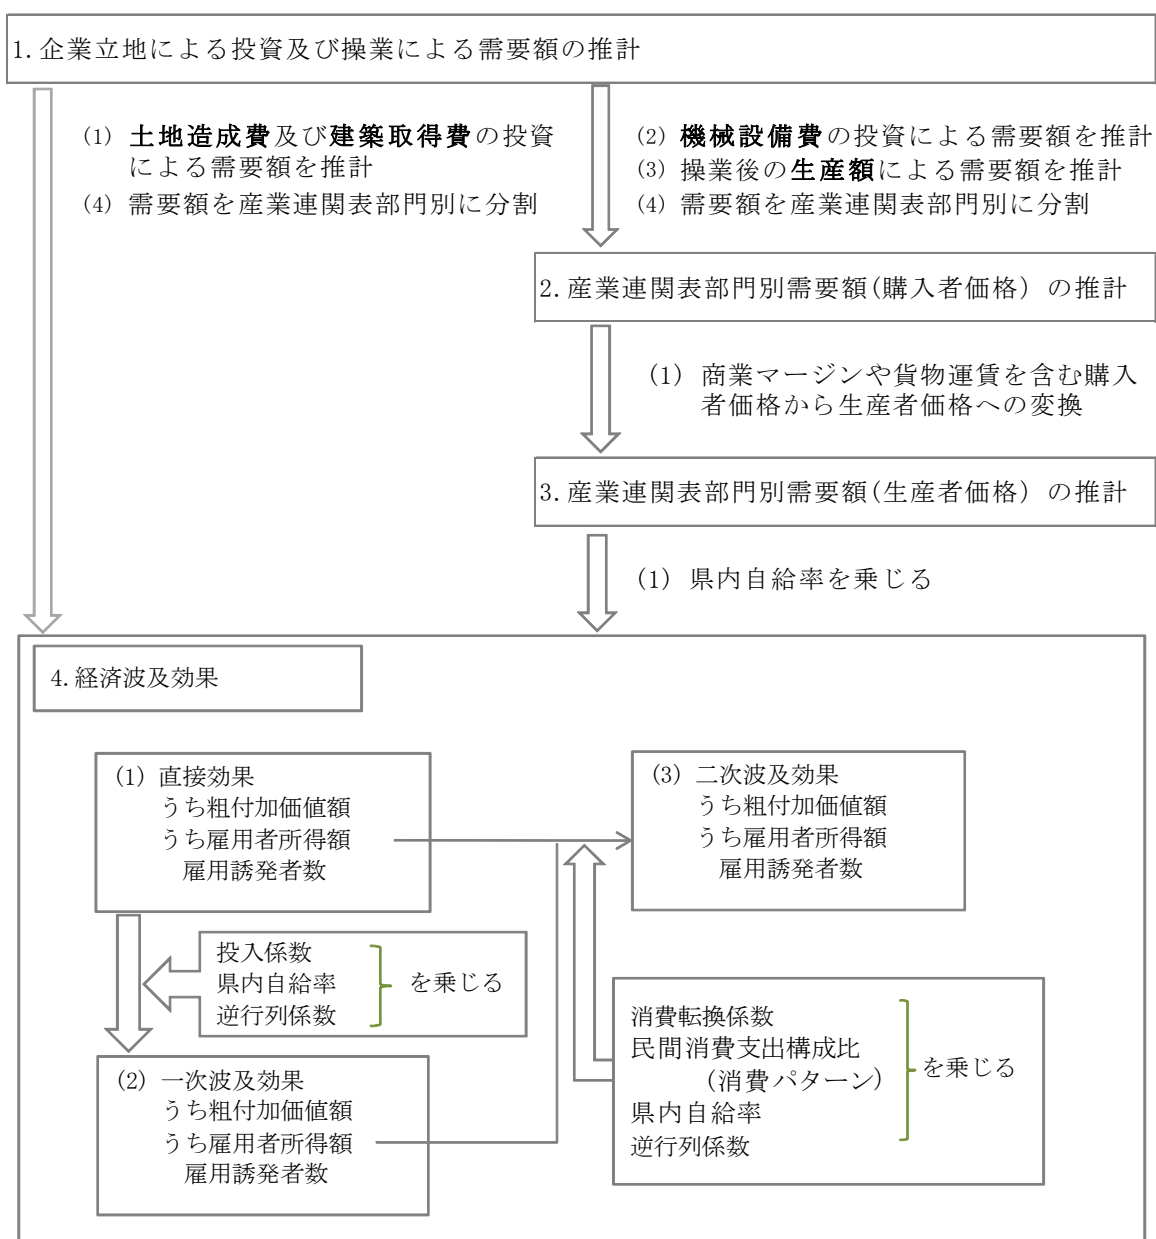 1.企業立地による投資及び操業による需要額の推計
(1) 土地造成費及び建築取得費の投資
による需要額を推計
(4) 需要額を産業連関表部門別に分割
(2) 機械設備費の投資による需要額を推計
(3) 操業後の生産額による需要額を推計
(4) 需要額を産業連関表部門別に分割
2.産業連関表部門別需要額(購入者価格) の推計
(1) 商業マージンや貨物運賃を含む購入
者価格から生産者価格への変換
3.産業連関表部門別需要額(生産者価格) の推計
(1) 県内自給率を乗じる
4.経済波及効果
(1) 直接効果
うち粗付加価値額
うち雇用者所得額
雇用誘発者数
(3) 二次波及効果
うち粗付加価値額
うち雇用者所得額
雇用誘発者数
投入係数
県内自給率
逆行列係数
を乗じる
(2) 一次波及効果
うち粗付加価値額
うち雇用者所得額
雇用誘発者数
消費転換係数
民間消費支出構成比
(消費パターン)
県内自給率
逆行列係数
を乗じる